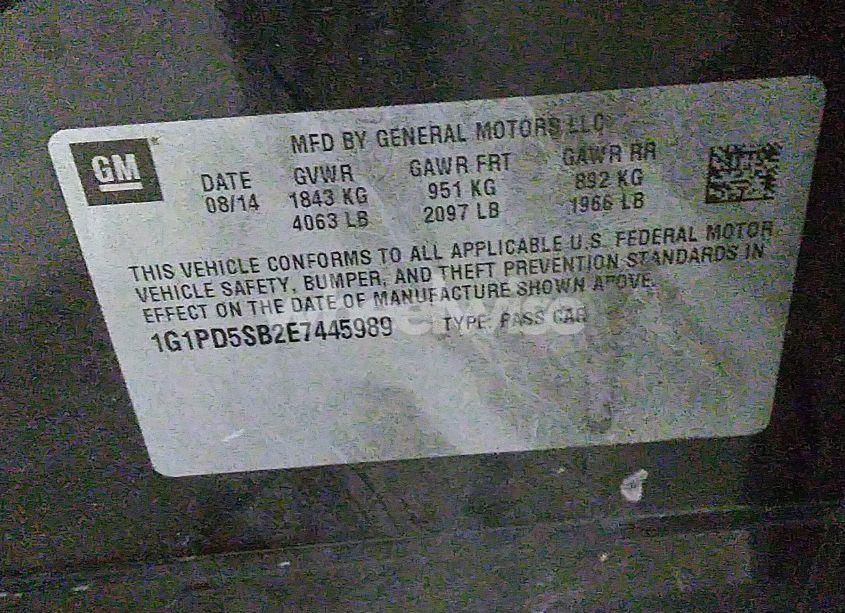 GM
MFD BY GENERAL MOTORS LLC
DATE GVWR GAWR FRT GAWR RR
08/14 1843 KG 951 KG 892 KG
4063 LB 2097 LB 1966 LB
THIS VEHICLE CONFORMS TO ALL APPLICABLE U.S. FEDERAL MOTOR
VEHICLE SAFETY, BUMPER, AND THEFT PREVENTION STANDARDS IN
EFFECT ON THE DATE OF MANUFACTURE SHOWN ABOVE.
1G1PD5SB2E7445989 TYPE: PASS CAR